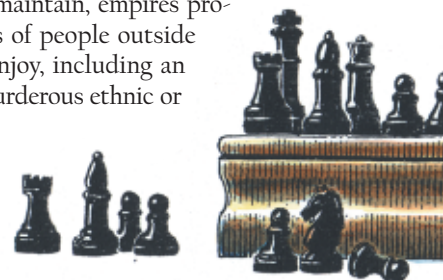 maintain, empires pro-
s of people outside
njoy, including an
urderous ethnic or